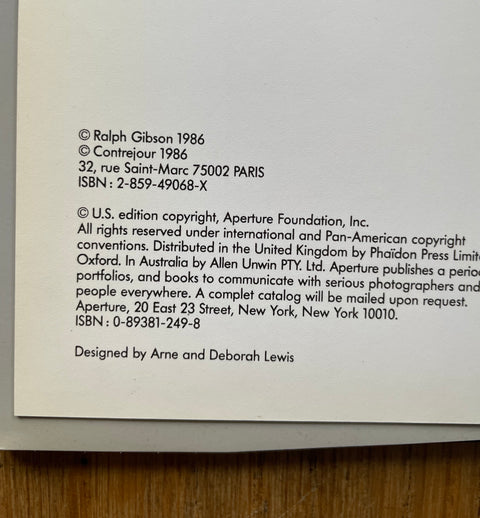 © Ralph Gibson 1986
© Contrejour 1986
32, rue Saint-Marc 75002 PARIS
ISBN : 2-859-49068-X
© U.S. edition copyright, Aperture Foundation, Inc.
All rights reserved under international and Pan-American copyright
conventions. Distributed in the United Kingdom by Phaïdon Press
Oxford. In Australia by Allen Unwin PTY. Ltd. Aperture publishes a
portfolios, and books to communicate with serious photographers and
people everywhere. A complet catalog will be mailed upon request.
Aperture, 20 East 23 Street, New York, New York 10010.
ISBN : 0-89381-249-8
Designed by Arne and Deborah Lewis